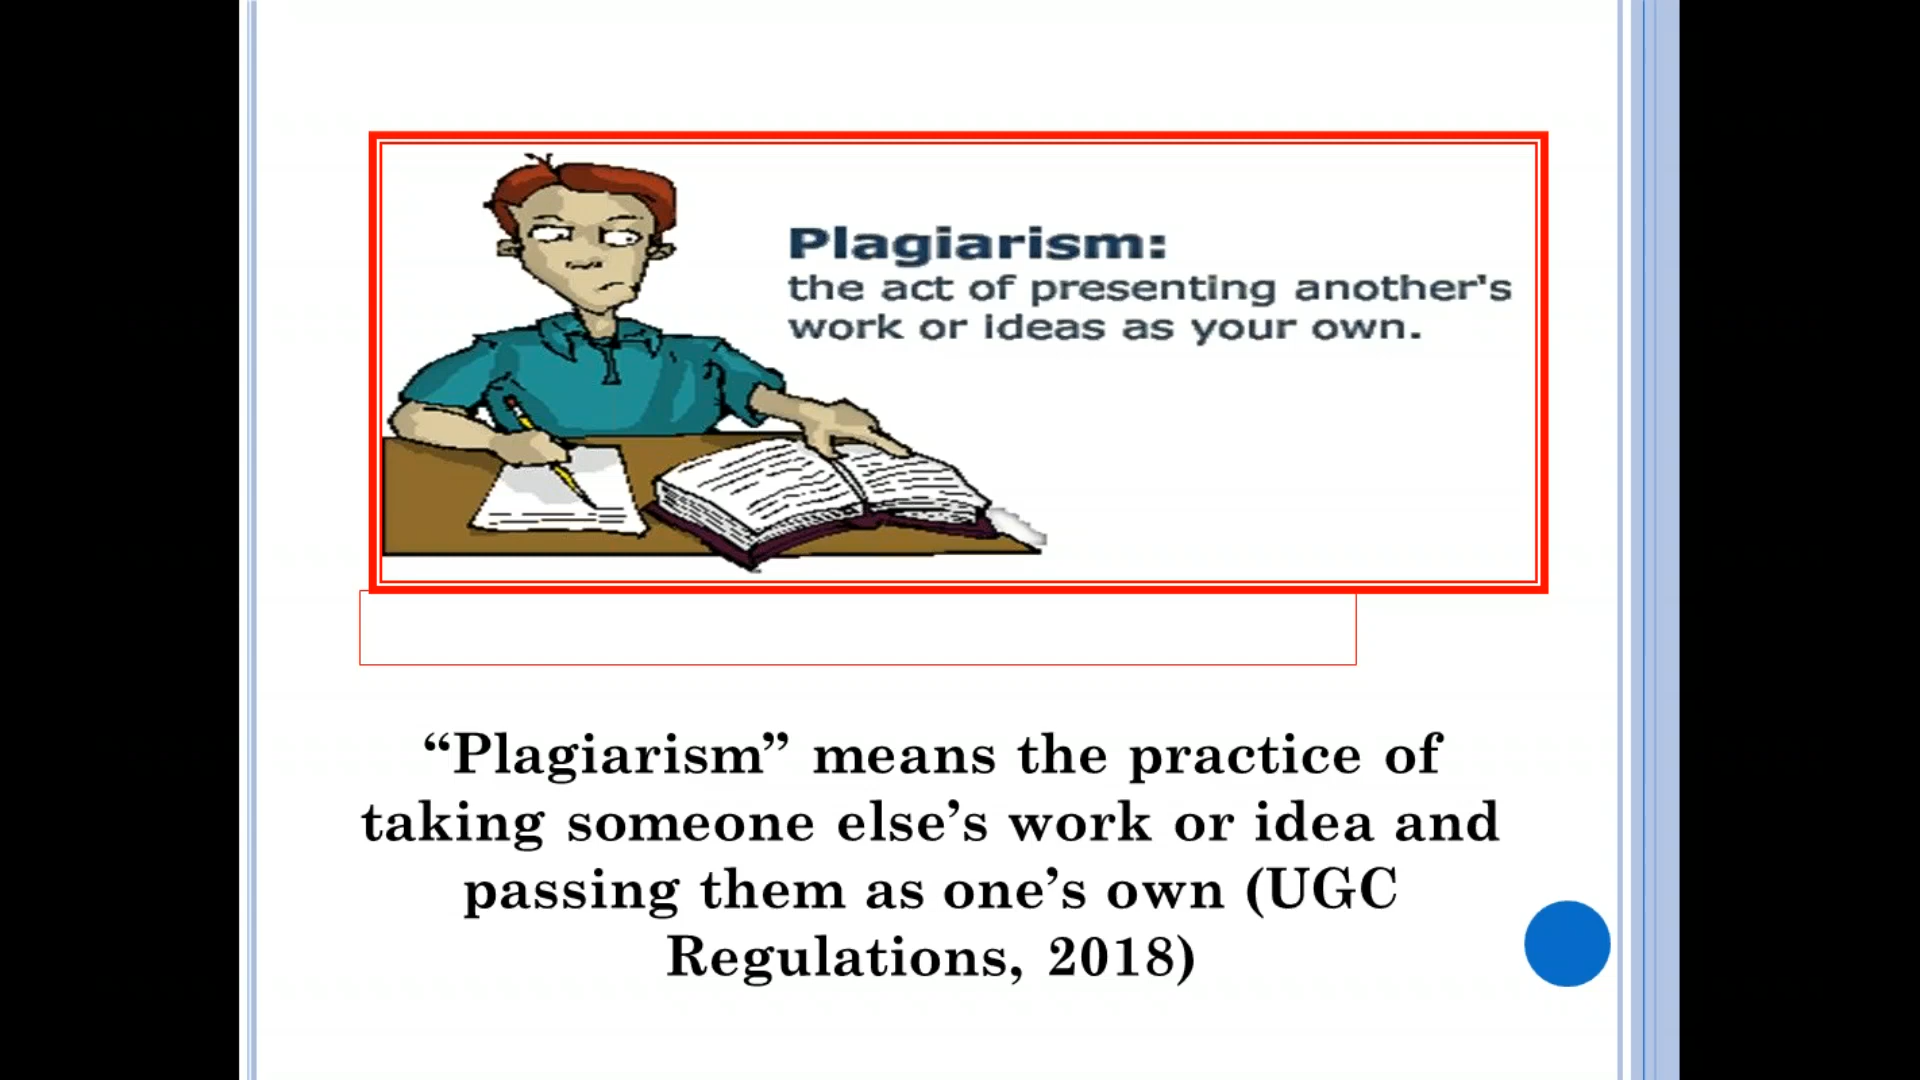 Plagiarism:
the act of presenting another's
work or ideas as your own.
“Plagiarism” means the practice of
taking someone else’s work or idea and
passing them as one’s own (UGC
Regulations, 2018)